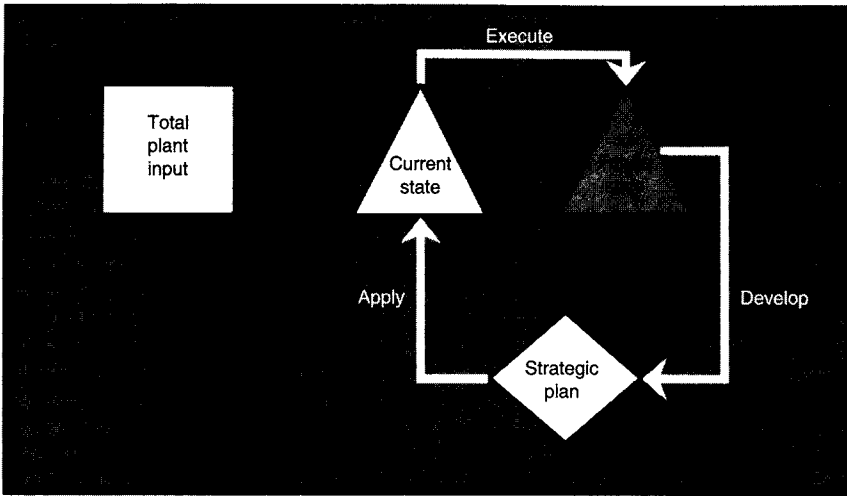 Execute
Total
plant
input
Current
state
Apply
Develop
Strategic
plan